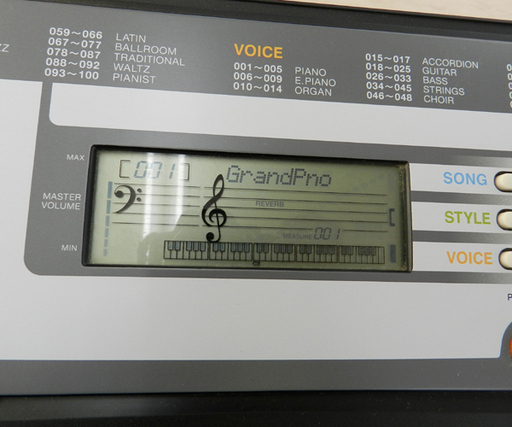 059～066 LATIN
067～077 BALLROOM
078～087 TRADITIONAL
088～092 WALTZ
093～100 PIANIST
VOICE
001～005 PIANO
006～009 E.PIANO
010～014 ORGAN
015～017 ACCORDION
018～025 GUITAR
026～033 BASS
034～045 STRINGS
046～048 CHOIR
MAX
MASTER
VOLUME
MIN
001 GrandPno
REVERB
MEASURE 001
SONG
STYLE
VOICE